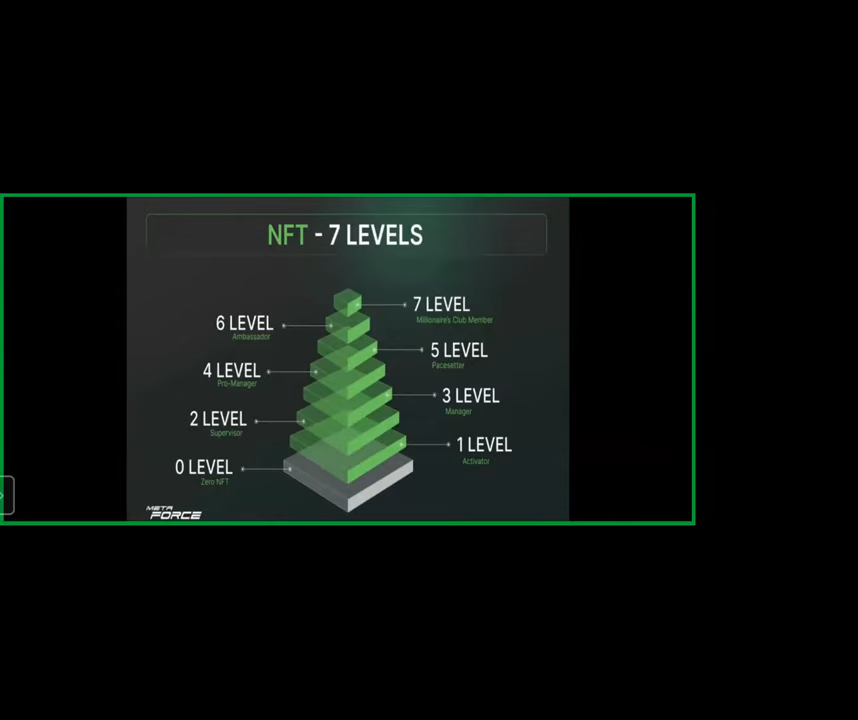 NFT - 7 LEVELS
7 LEVEL
Millionaire's Club Member
6 LEVEL
Ambassador
5 LEVEL
Pacesetter
4 LEVEL
Pro-Manager
3 LEVEL
Manager
2 LEVEL
Supervisor
1 LEVEL
Activator
0 LEVEL
Zero NFT
META
FORCE